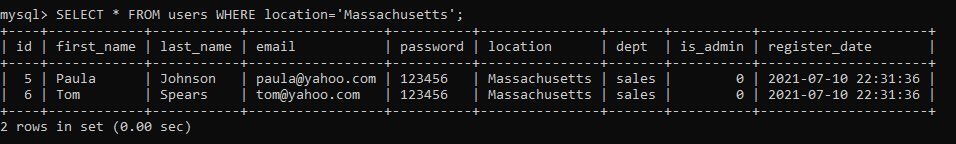 mysql> SELECT * FROM users WHERE location='Massachusetts';
+----+------------+-----------+-----------------+----------+---------------+-------+----------+---------------------+
| id | first_name | last_name | email           | password | location      | dept  | is_admin | register_date       |
+----+------------+-----------+-----------------+----------+---------------+-------+----------+---------------------+
|  5 | Paula      | Johnson   | paula@yahoo.com | 123456   | Massachusetts | sales |        0 | 2021-07-10 22:31:36 |
|  6 | Tom        | Spears    | tom@yahoo.com   | 123456   | Massachusetts | sales |        0 | 2021-07-10 22:31:36 |
+----+------------+-----------+-----------------+----------+---------------+-------+----------+---------------------+
2 rows in set (0.00 sec)